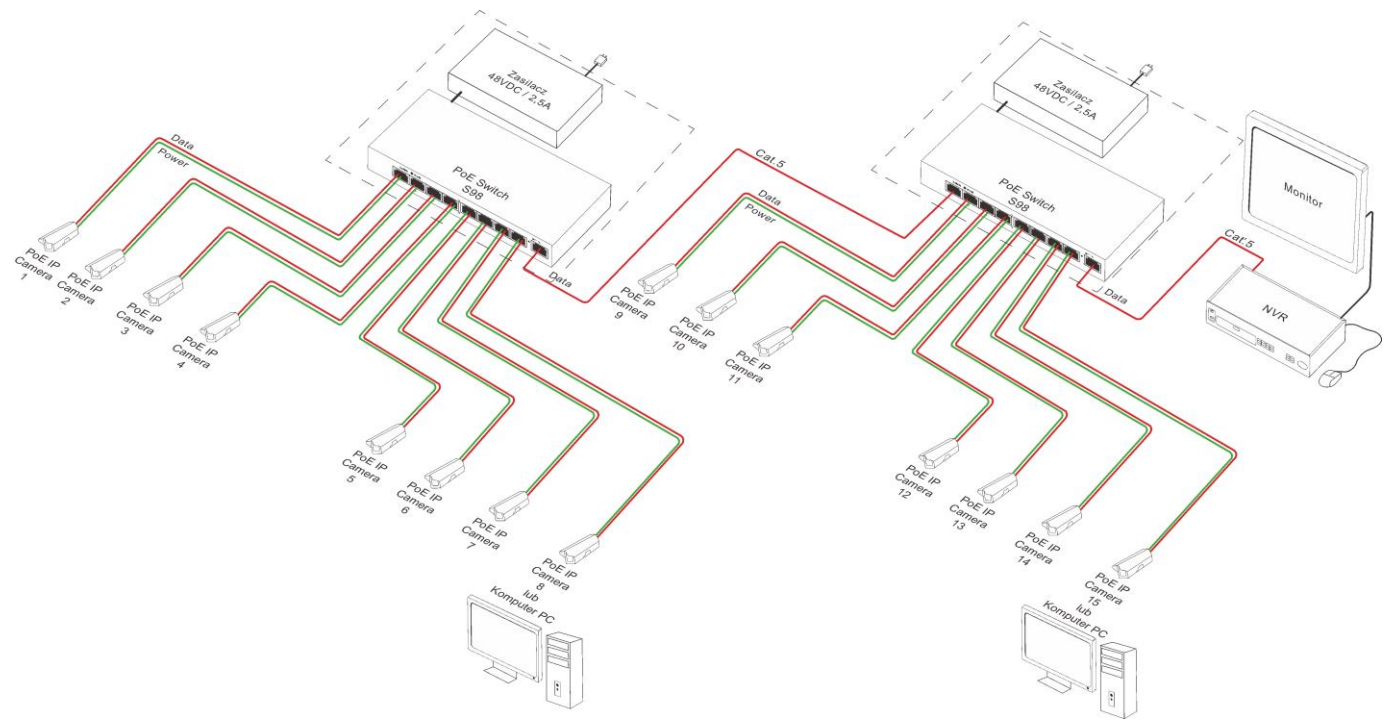 Zasilacz
48VDC / 2,5A
PoE Switch
S98
Data
Power
PoE IP
Camera
1
PoE IP
Camera
2
PoE IP
Camera
3
PoE IP
Camera
4
PoE IP
Camera
5
PoE IP
Camera
6
PoE IP
Camera
7
PoE IP
Camera
8
lub
Komputer PC
Data
Cat.5
Zasilacz
48VDC / 2,5A
PoE Switch
S98
Data
Power
PoE IP
Camera
9
PoE IP
Camera
10
PoE IP
Camera
11
PoE IP
Camera
12
PoE IP
Camera
13
PoE IP
Camera
14
PoE IP
Camera
15
lub
Komputer PC
Data
Cat.5
Monitor
NVR